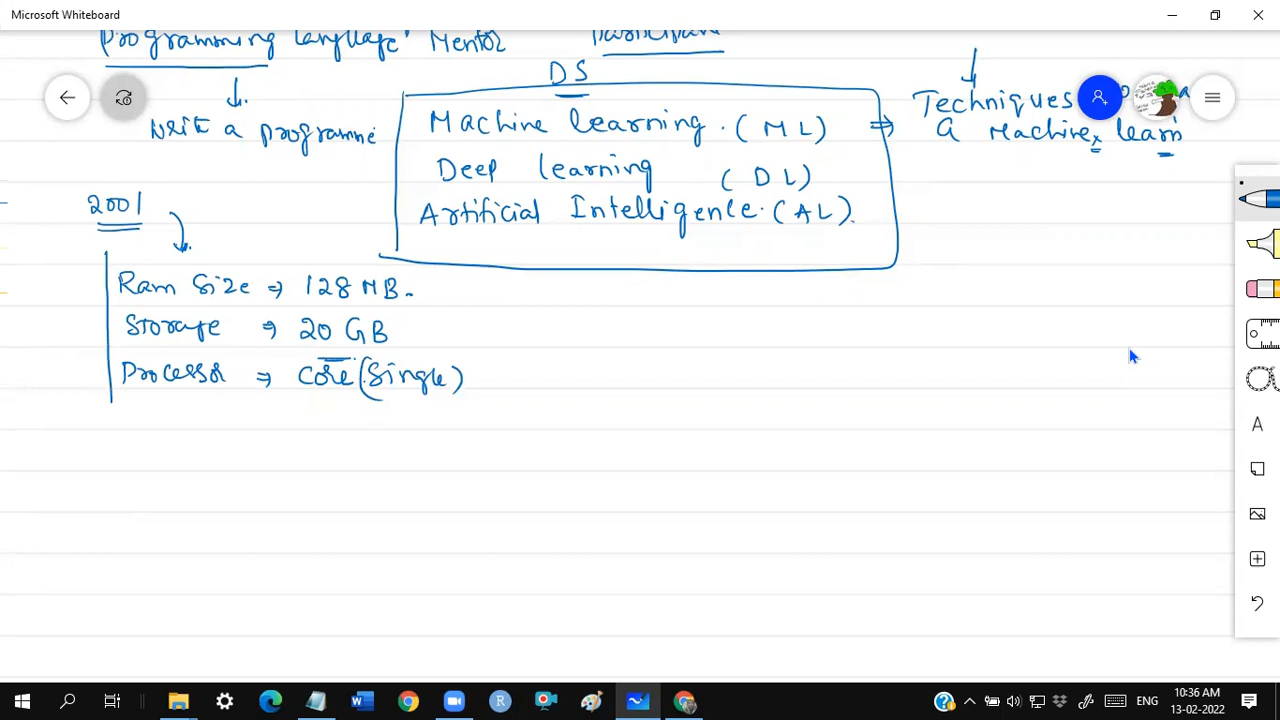 Microsoft Whiteboard
Programming language' Mentor
DS
Write a programme
Machine learning. (ML)
Deep learning (DL)
Artificial Intelligence. (AL).
⇒ Techniques
A Machine learn
2001
Ram Size ⇒ 128 MB.
Storage ⇒ 20 GB
Processor ⇒ Core (Single)
A
ENG
10:36 AM
13-02-2022